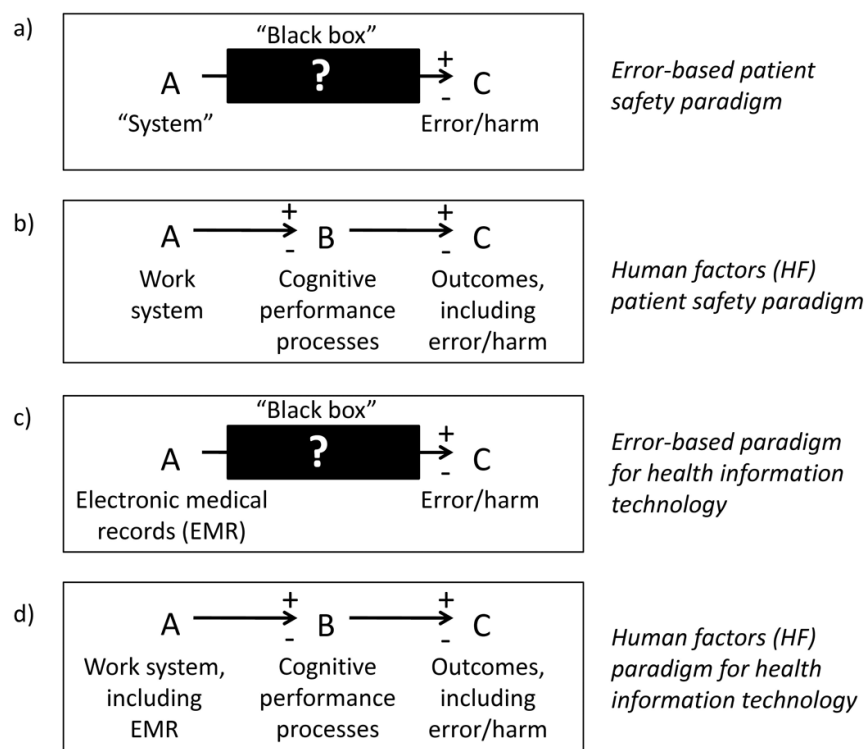 a)
“Black box”
A
?
+
-
C
“System”
Error/harm
Error-based patient
safety paradigm
b)
A
+
-
B
+
-
C
Work
system
Cognitive
performance
processes
Outcomes,
including
error/harm
Human factors (HF)
patient safety paradigm
c)
“Black box”
A
?
+
-
C
Electronic medical
records (EMR)
Error/harm
Error-based paradigm
for health information
technology
d)
A
+
-
B
+
-
C
Work system,
including
EMR
Cognitive
performance
processes
Outcomes,
including
error/harm
Human factors (HF)
paradigm for health
information technology